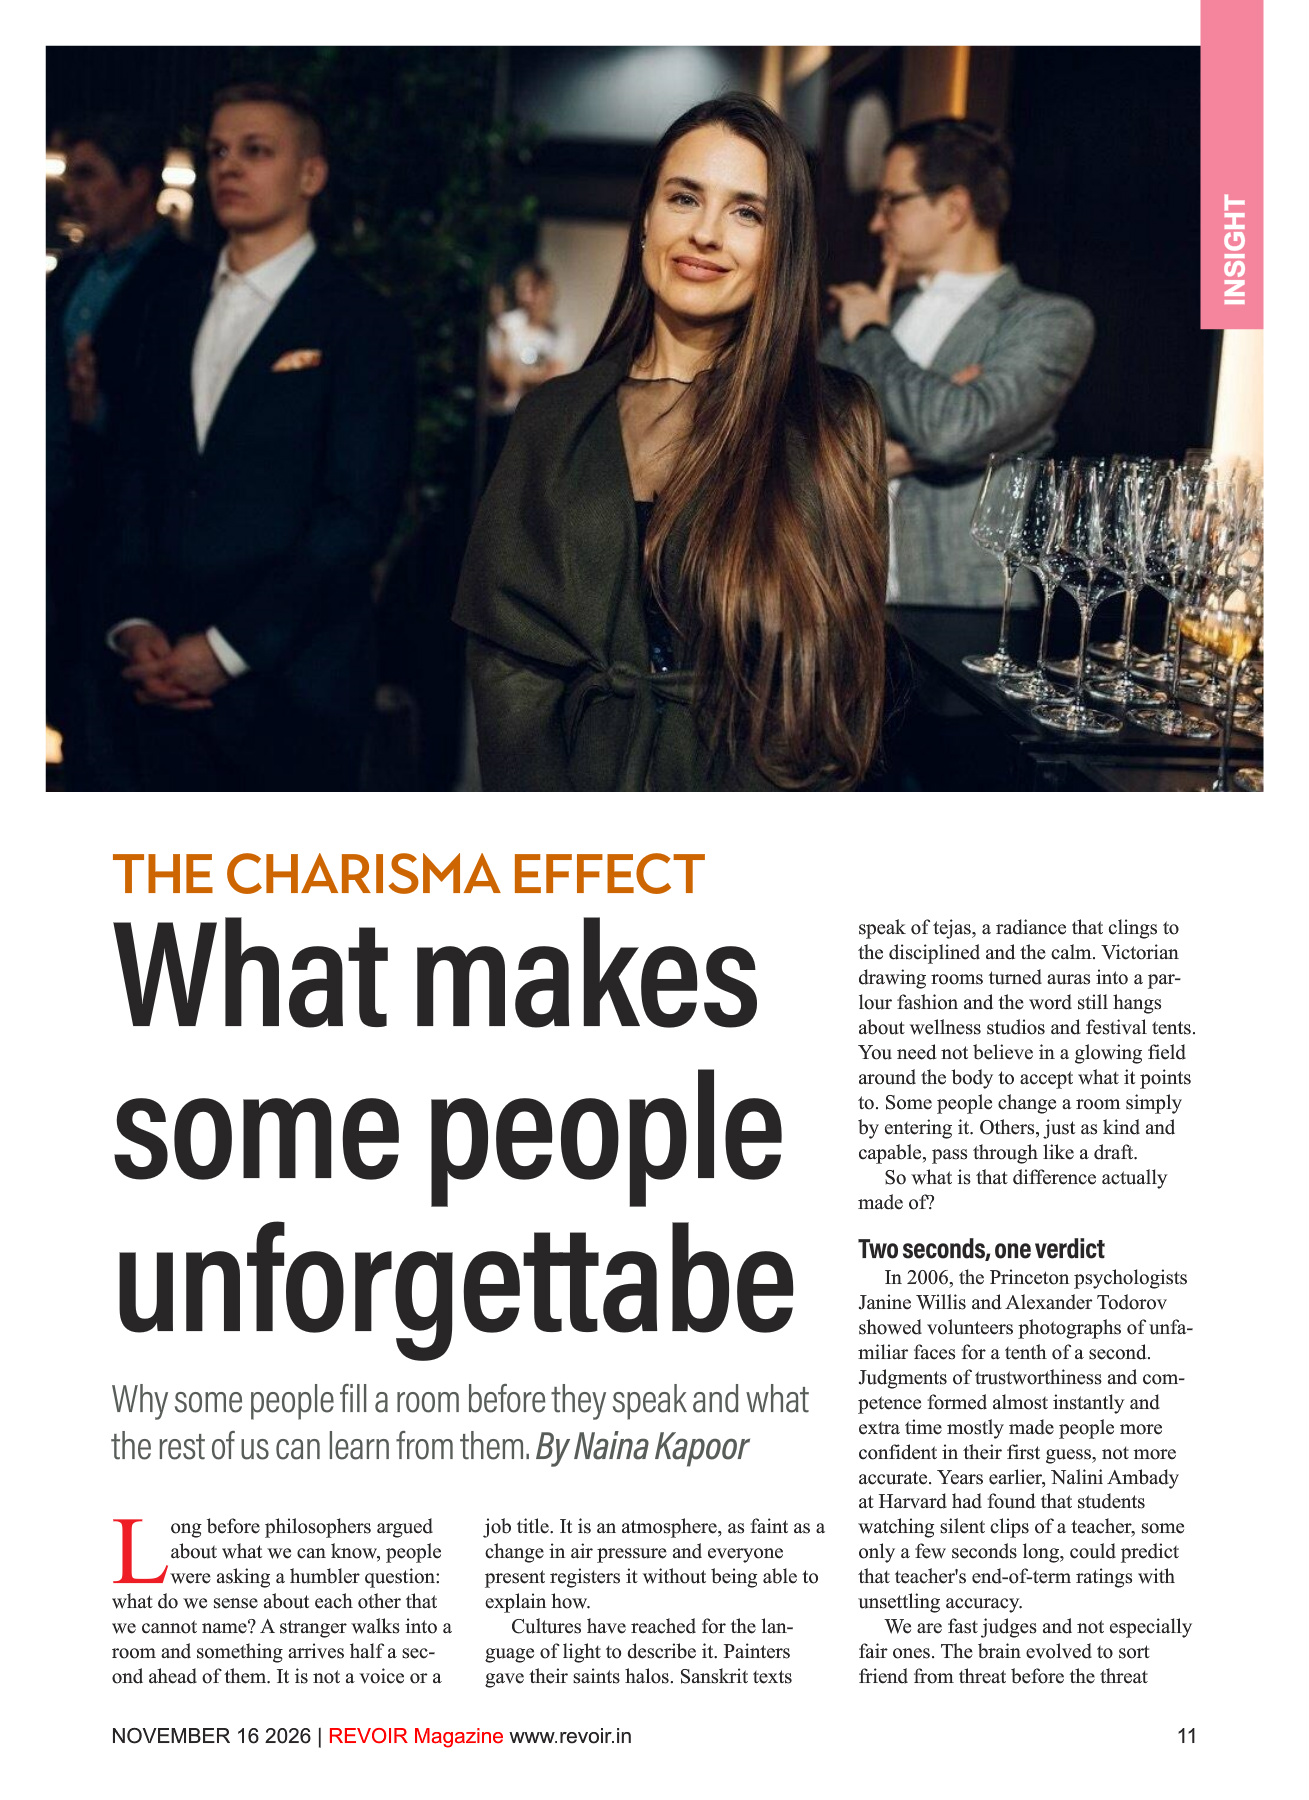 INSIGHT
THE CHARISMA EFFECT
What makes
some people
unforgettabe
Why some people fill a room before they speak and what
the rest of us can learn from them. By Naina Kapoor
Long before philosophers argued
about what we can know, people
were asking a humbler question:
what do we sense about each other that
we cannot name? A stranger walks into a
room and something arrives half a sec-
ond ahead of them. It is not a voice or a
job title. It is an atmosphere, as faint as a
change in air pressure and everyone
present registers it without being able to
explain how.
Cultures have reached for the lan-
guage of light to describe it. Painters
gave their saints halos. Sanskrit texts
speak of tejas, a radiance that clings to
the disciplined and the calm. Victorian
drawing rooms turned auras into a par-
lour fashion and the word still hangs
about wellness studios and festival tents.
You need not believe in a glowing field
around the body to accept what it points
to. Some people change a room simply
by entering it. Others, just as kind and
capable, pass through like a draft.
So what is that difference actually
made of?
Two seconds, one verdict
In 2006, the Princeton psychologists
Janine Willis and Alexander Todorov
showed volunteers photographs of unfa-
miliar faces for a tenth of a second.
Judgments of trustworthiness and com-
petence formed almost instantly and
extra time mostly made people more
confident in their first guess, not more
accurate. Years earlier, Nalini Ambady
at Harvard had found that students
watching silent clips of a teacher, some
only a few seconds long, could predict
that teacher's end-of-term ratings with
unsettling accuracy.
We are fast judges and not especially
fair ones. The brain evolved to sort
friend from threat before the threat
NOVEMBER 16 2026 | REVOIR Magazine www.revoir.in
11